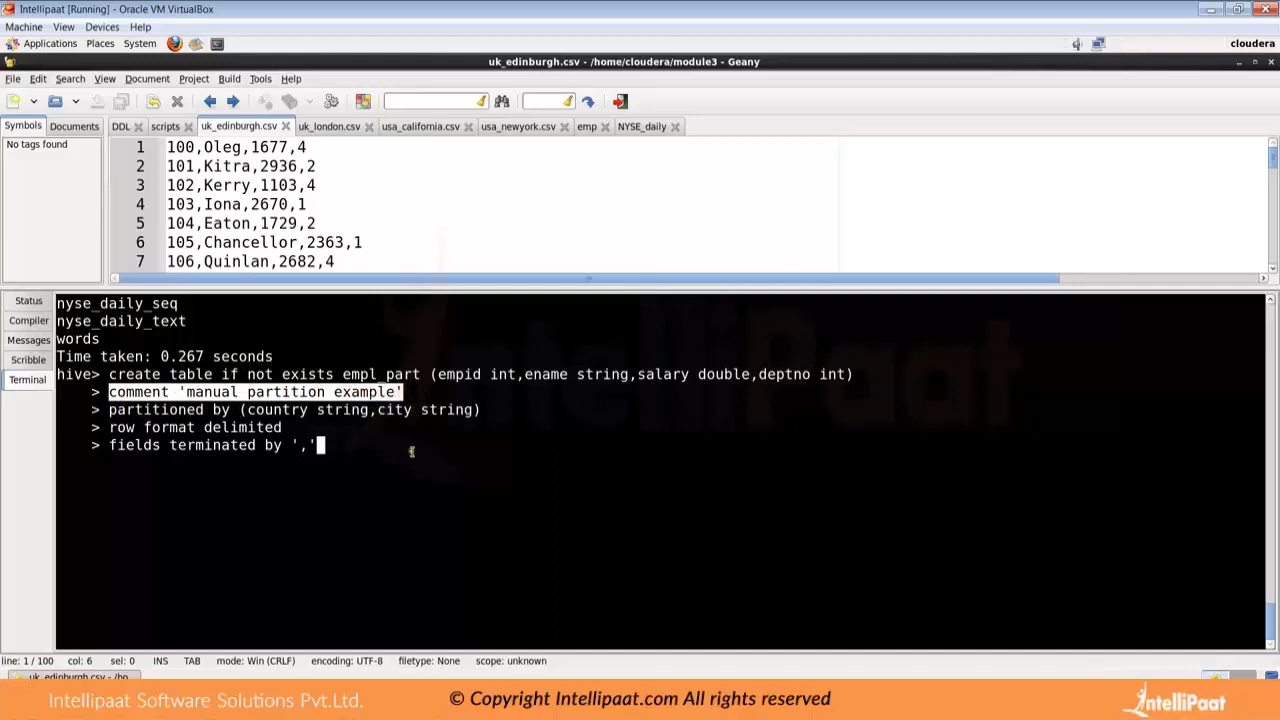 Intellipaat [Running] - Oracle VM VirtualBox
Machine View Devices Help
Applications Places System cloudera
uk_edinburgh.csv - /home/cloudera/module3 - Geany
File Edit Search View Document Project Build Tools Help
Symbols Documents DDL scripts uk_edinburgh.csv uk_london.csv usa_california.csv usa_newyork.csv emp NYSE_daily
No tags found
1 100,Oleg,1677,4
2 101,Kitra,2936,2
3 102,Kerry,1103,4
4 103,Iona,2670,1
5 104,Eaton,1729,2
6 105,Chancellor,2363,1
7 106,Quinlan,2682,4
Status
Compiler
Messages
Scribble
Terminal
nyse_daily_seq
nyse_daily_text
words
Time taken: 0.267 seconds
hive> create table if not exists empl_part (empid int,ename string,salary double,deptno int)
> comment 'manual partition example'
> partitioned by (country string,city string)
> row format delimited
> fields terminated by ','
IntelliPaat
line: 1 / 100 col: 6 sel: 0 INS TAB mode: Win (CRLF) encoding: UTF-8 filetype: None scope: unknown
uk_edinburgh.csv - /ho...
Intellipaat Software Solutions Pvt.Ltd. © Copyright Intellipaat.com All rights reserved IntelliPaat